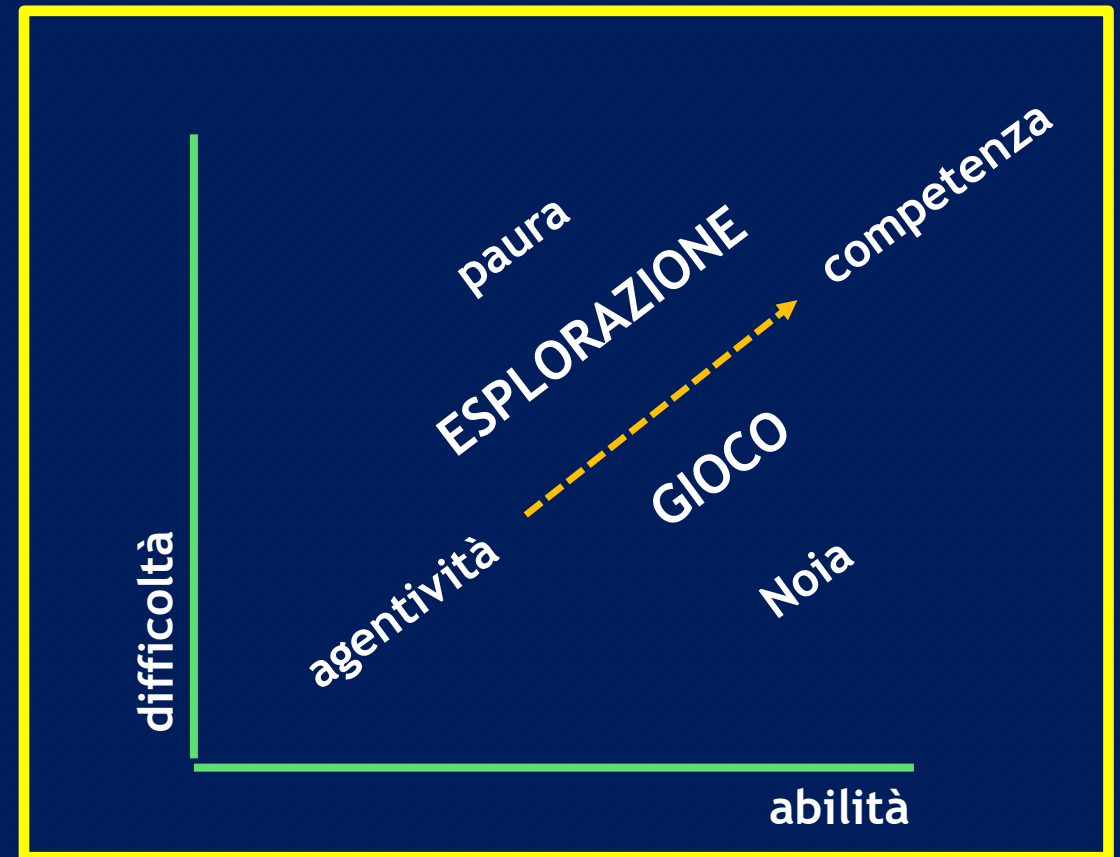 competenza
paura
ESPLORAZIONE
GIOCO
Noia
agentività
difficoltà
abilità